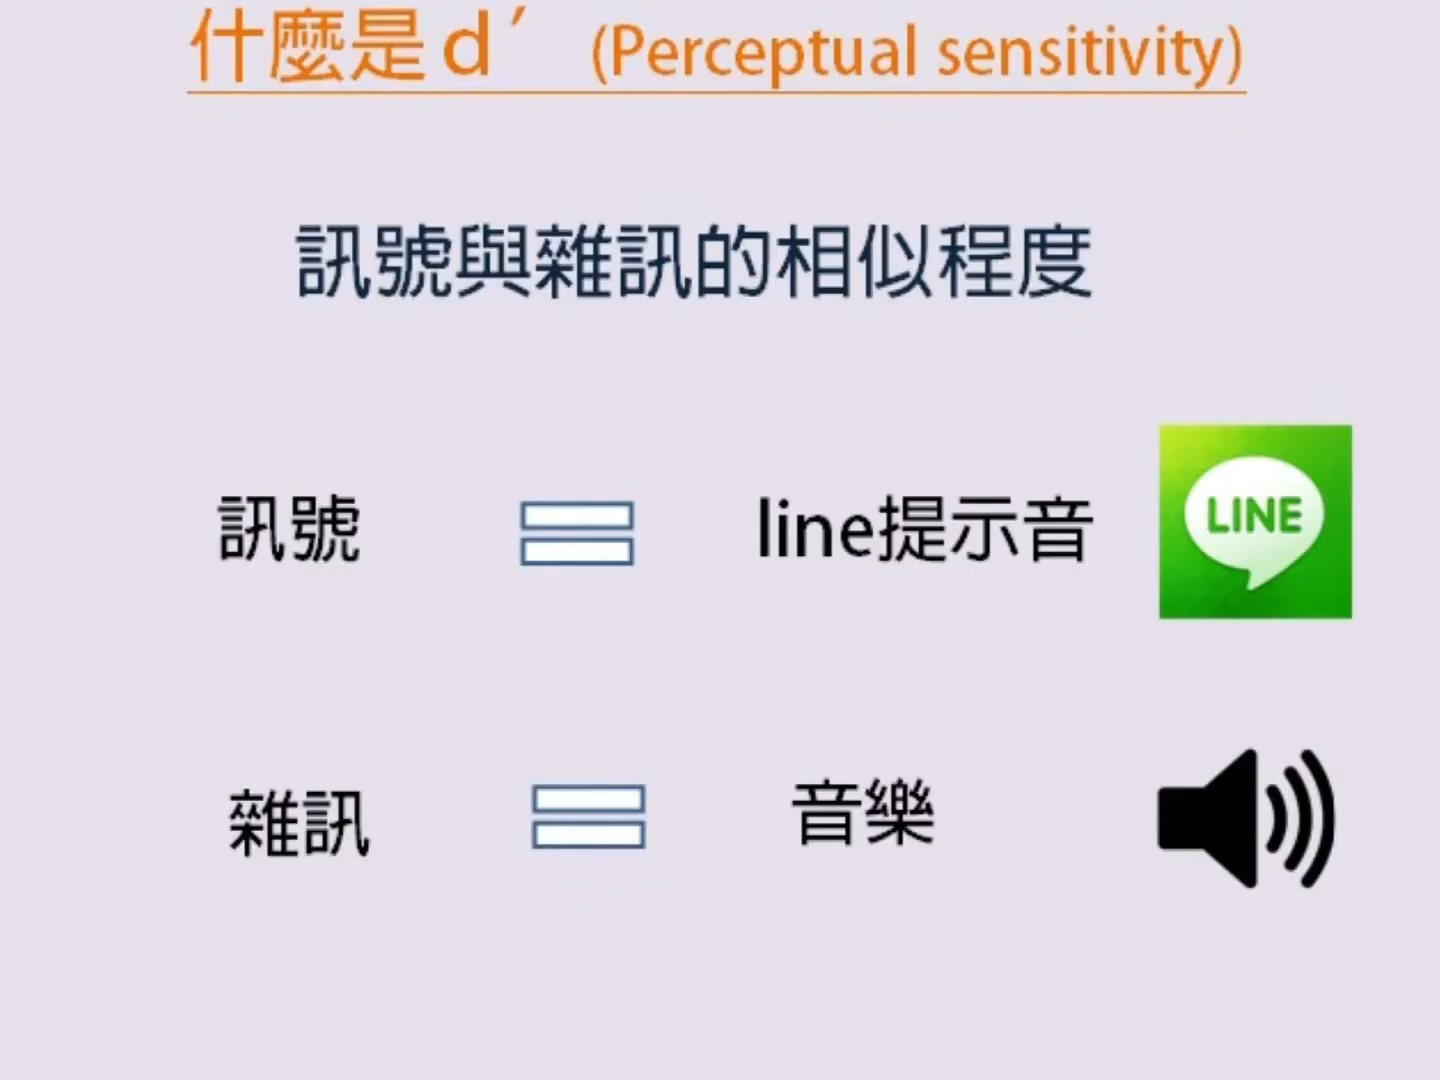 什麼是d′ (Perceptual sensitivity)
訊號與雜訊的相似程度
訊號 line提示音 LINE
雜訊 音樂